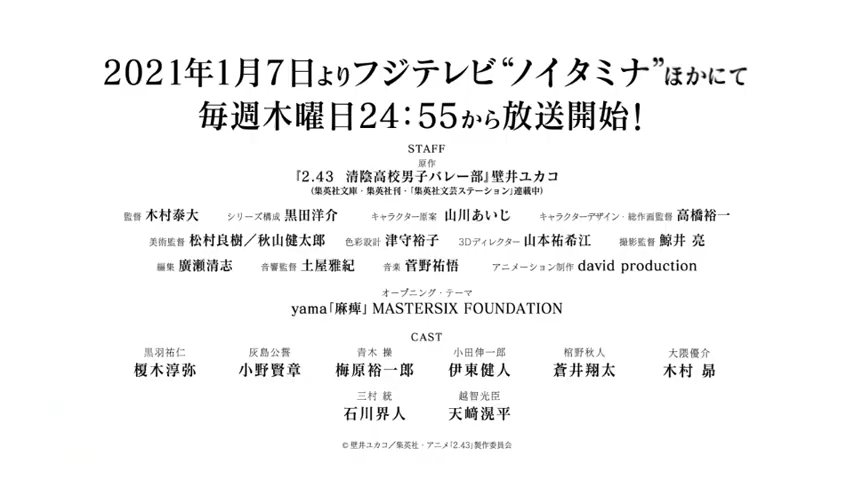 2021年1月7日よりフジテレビ“ノイタミナ”ほかにて
毎週木曜日24：55から放送開始！
STAFF
原作
『2.43　清陰高校男子バレー部』壁井ユカコ
(集英社文庫・集英社刊・「集英社文芸ステーション」連載中)
監督 木村泰大　シリーズ構成 黒田洋介　キャラクター原案 山川あいじ　キャラクターデザイン・総作画監督 高橋裕一
美術監督 松村良樹／秋山健太郎　色彩設計 津守裕子　3Dディレクター 山本祐希江　撮影監督 鯨井 亮
編集 廣瀬清志　音響監督 土屋雅紀　音楽 菅野祐悟　アニメーション制作 david production
オープニング・テーマ
yama「麻痺」 MASTERSIX FOUNDATION
CAST
黒羽祐仁　灰島公誓　青木 操　小田伸一郎　棺野秋人　大隈優介
榎木淳弥　小野賢章　梅原裕一郎　伊東健人　蒼井翔太　木村 昴
三村 統　越智光臣
石川界人　天﨑滉平
© 壁井ユカコ／集英社・アニメ「2.43」製作委員会